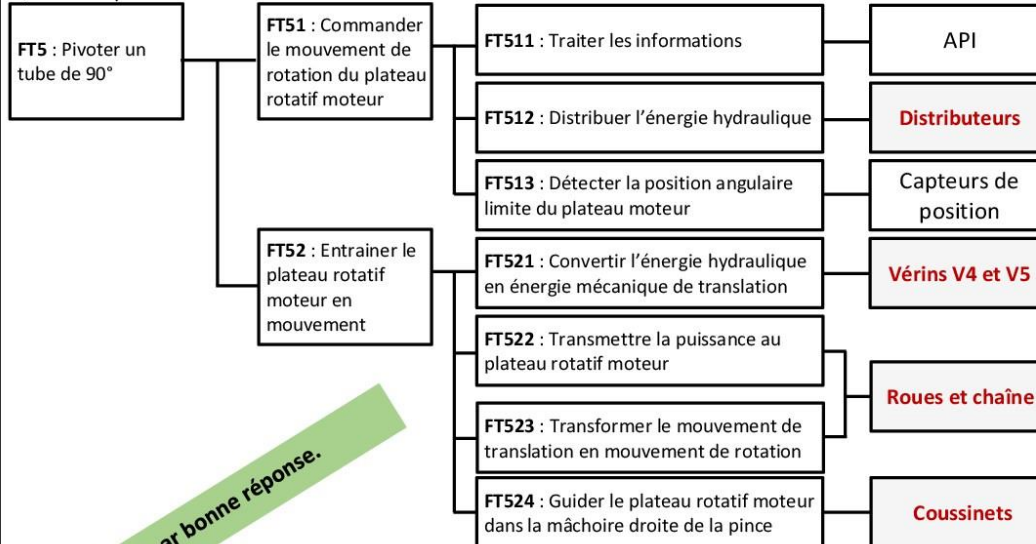 FT5 : Pivoter un
tube de 90°
FT51 : Commander
le mouvement de
rotation du plateau
rotatif moteur
FT511 : Traiter les informations
API
FT512 : Distribuer l’énergie hydraulique
Distributeurs
FT513 : Détecter la position angulaire
limite du plateau moteur
Capteurs de
position
FT52 : Entrainer le
plateau rotatif
moteur en
mouvement
FT521 : Convertir l’énergie hydraulique
en énergie mécanique de translation
Vérins V4 et V5
FT522 : Transmettre la puissance au
plateau rotatif moteur
FT523 : Transformer le mouvement de
translation en mouvement de rotation
Roues et chaîne
FT524 : Guider le plateau rotatif moteur
dans la mâchoire droite de la pince
Coussinets
bonne réponse.